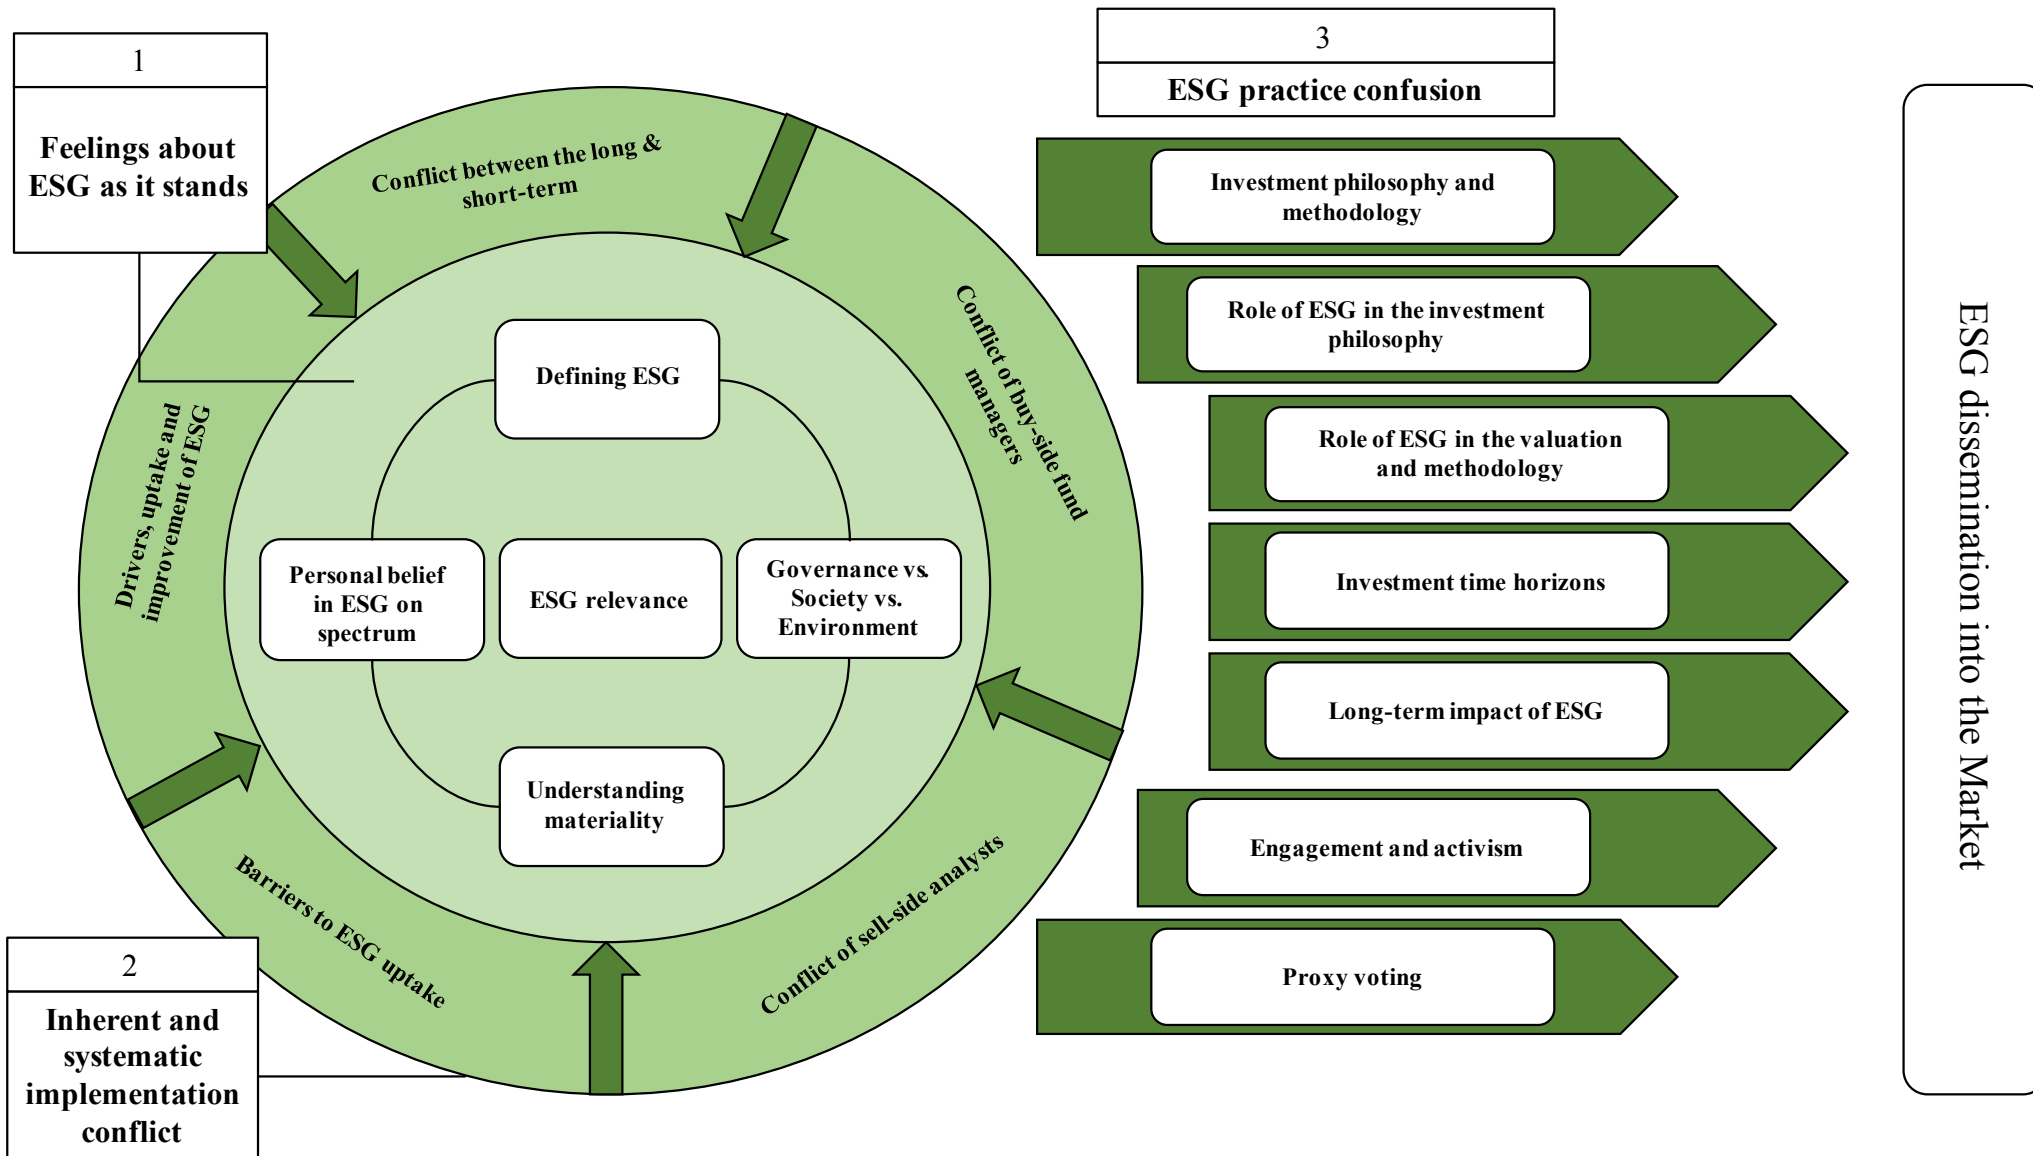 1
Feelings about
ESG as it stands
Conflict between the long &
short-term
Conflict of buy-side fund
managers
Drivers, uptake and
improvement of ESG
Defining ESG
Personal belief
in ESG on
spectrum
ESG relevance
Governance vs.
Society vs.
Environment
Understanding
materiality
Barriers to ESG uptake
Conflict of sell-side analysts
2
Inherent and
systematic
implementation
conflict
3
ESG practice confusion
Investment philosophy and
methodology
Role of ESG in the investment
philosophy
Role of ESG in the valuation
and methodology
Investment time horizons
Long-term impact of ESG
Engagement and activism
Proxy voting
ESG dissemination into the Market